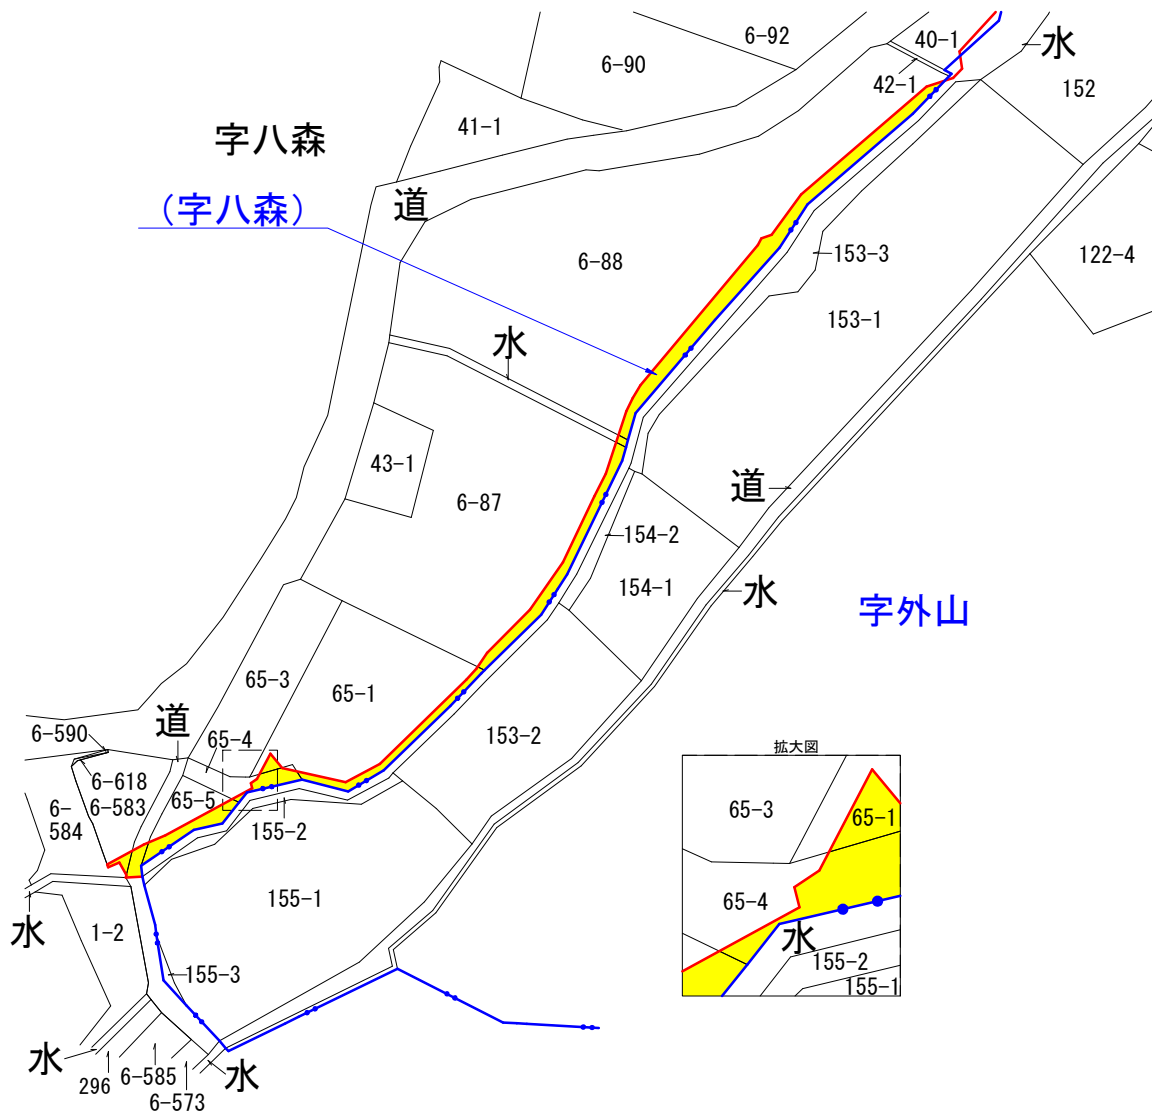 6-92
40-1
水
6-90
42-1
152
41-1
字八森
道
(字八森)
153-3
122-4
6-88
153-1
水
43-1
道
6-87
154-2
154-1
水
字外山
65-3
65-1
道
6-590
65-4
153-2
拡大図
6-618
6-583
65-5
6-
584
155-2
65-3
65-1
65-4
155-1
水
1-2
水
155-2
155-3
155-1
水
296
6-585
水
6-573